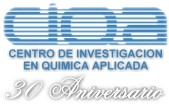 ciqa
CENTRO DE INVESTIGACION
EN QUIMICA APLICADA
30 Aniversario